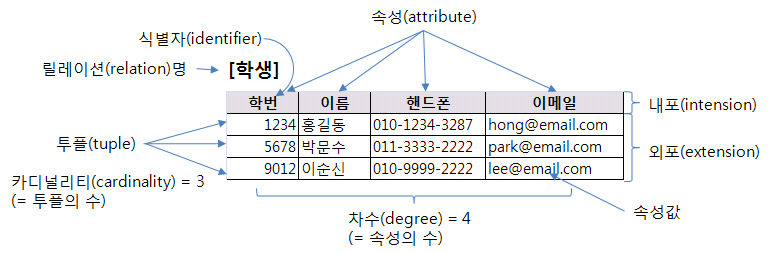 속성(attribute)
식별자(identifier)
릴레이션(relation)명
[학생]
학번 이름 핸드폰 이메일
내포(intension)
1234 홍길동 010-1234-3287 hong@email.com
투플(tuple)
5678 박문수 011-3333-2222 park@email.com
외포(extension)
9012 이순신 010-9999-2222 lee@email.com
카디널리티(cardinality) = 3
(= 투플의 수)
차수(degree) = 4
(= 속성의 수)
속성값